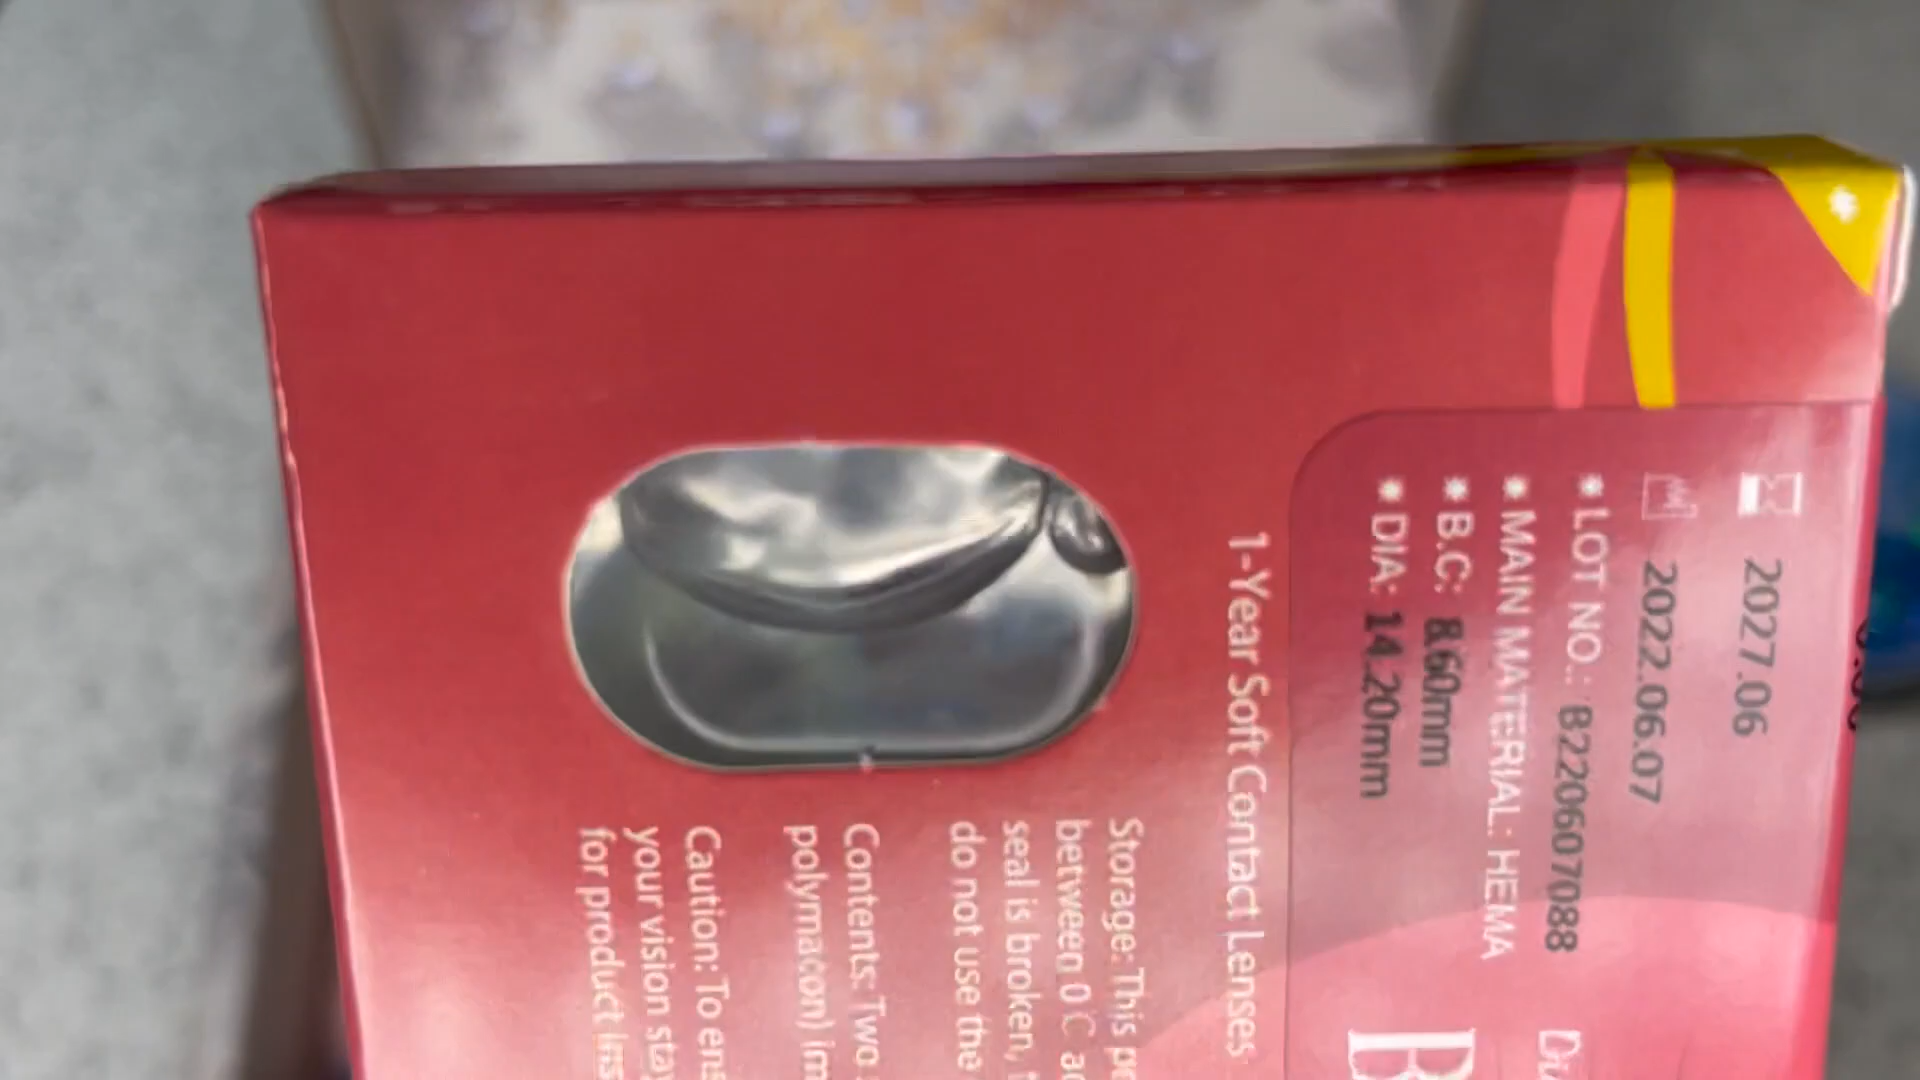 2027.06
2022.06.07
*LOT NO.: B220607088
*MAIN MATERIAL: HEMA
*B.C: 8.60mm
*DIA: 14.20mm
1-Year Soft Contact Lenses
Storage: This
between 0°C
seal is broken,
do not use the
Contents: Two
polymacon) im
Caution: To ens
your vision stay
for product ins